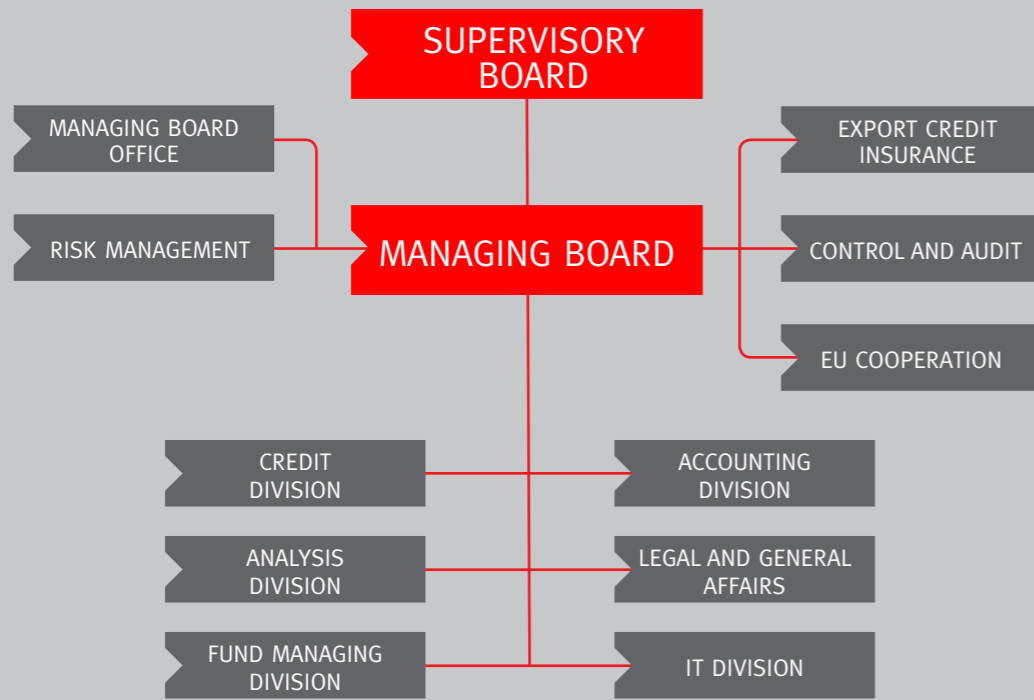 SUPERVISORY
BOARD
MANAGING BOARD
OFFICE
EXPORT CREDIT
INSURANCE
RISK MANAGEMENT
MANAGING BOARD
CONTROL AND AUDIT
EU COOPERATION
CREDIT
DIVISION
ACCOUNTING
DIVISION
ANALYSIS
DIVISION
LEGAL AND GENERAL
AFFAIRS
FUND MANAGING
DIVISION
IT DIVISION